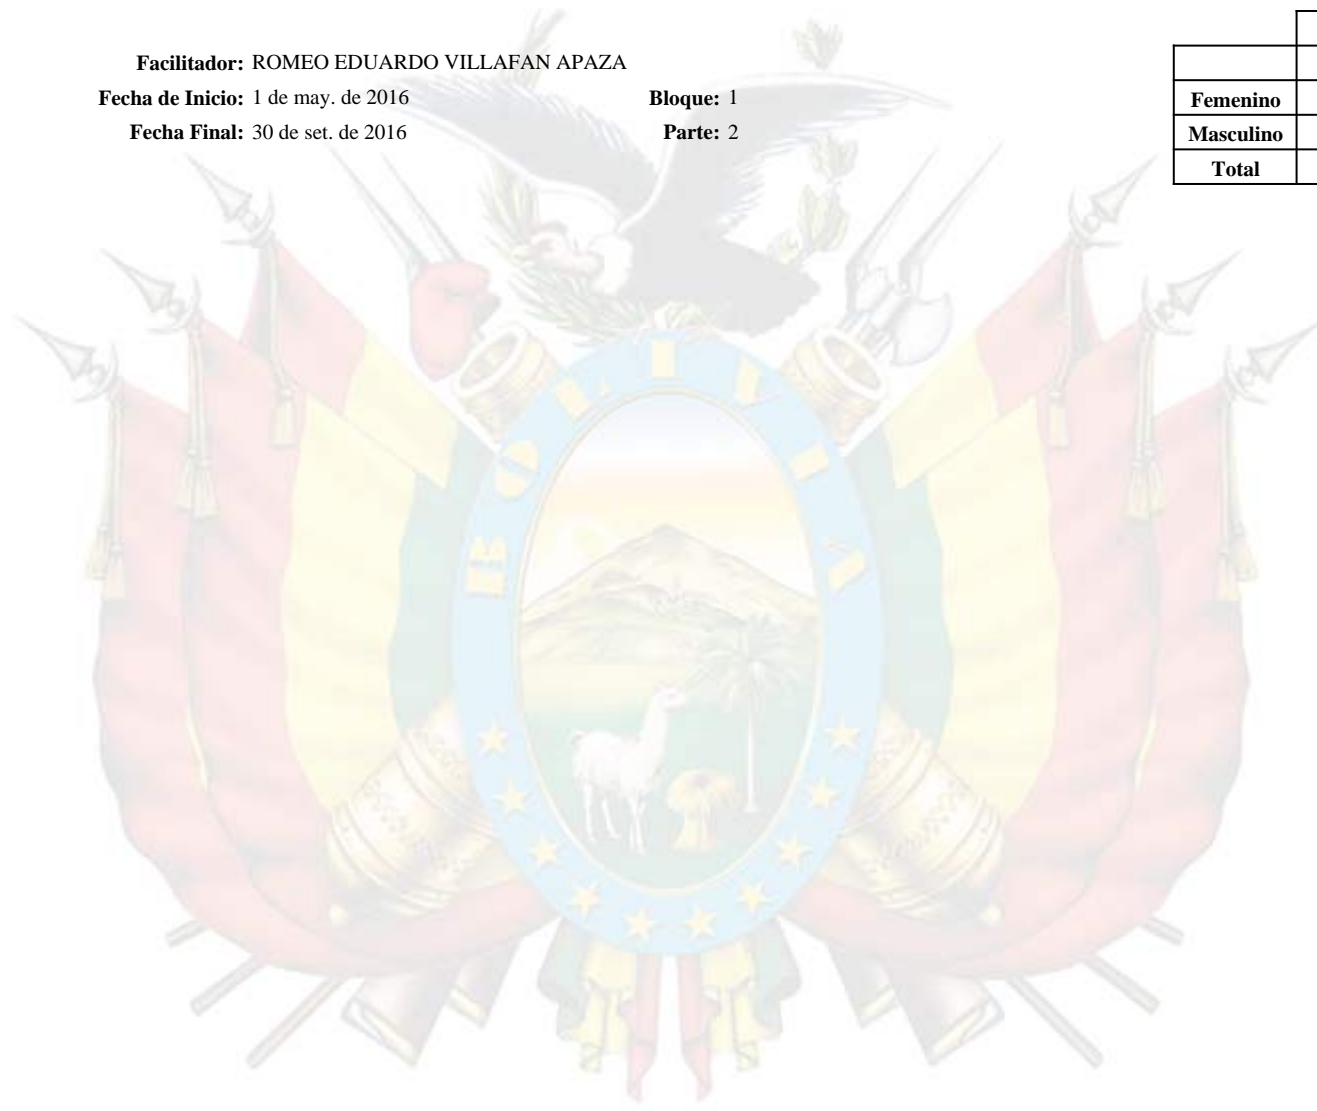 Facilitador: ROMEO EDUARDO VILLAFAN APAZA
Fecha de Inicio: 1 de may. de 2016 Bloque: 1
Fecha Final: 30 de set. de 2016 Parte: 2
Femenino
Masculino
Total
BOLIVIA